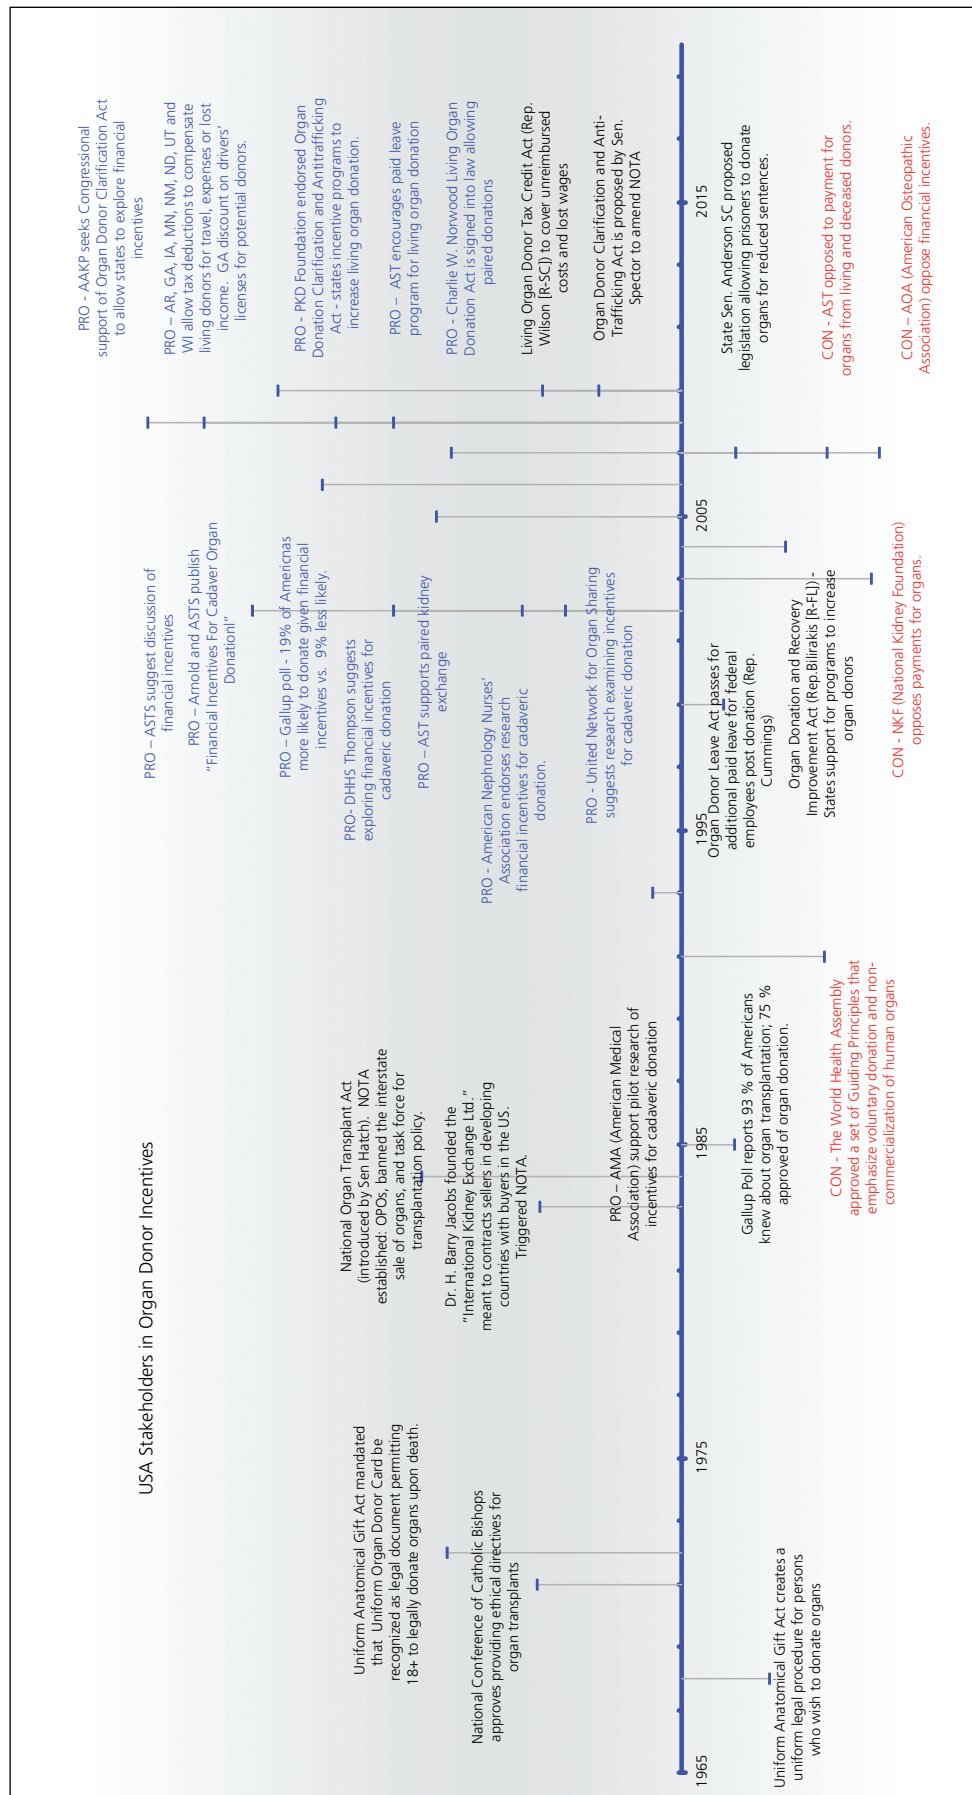 USA Stakeholders in Organ Donor Incentives
PRO - AAKP seeks Congressional
support of Organ Donor Clarification Act
to allow states to explore financial
incentives
PRO – AR, GA, IA, MN, NM, ND, UT and
WI allow tax deductions to compensate
living donors for travel, expenses or lost
income. GA discount on drivers’
licenses for potential donors.
PRO - PKD Foundation endorsed Organ
Donation Clarification and Antitrafficking
Act - states incentive programs to
increase living organ donation.
PRO – AST encourages paid leave
program for living organ donation
PRO - Charlie W. Norwood Living Organ
Donation Act is signed into law allowing
paired donations
Living Organ Donor Tax Credit Act (Rep.
Wilson [R-SC]) to cover unreimbursed
costs and lost wages
Organ Donor Clarification and Anti-
Trafficking Act is proposed by Sen.
Spector to amend NOTA
PRO – ASTS suggest discussion of
financial incentives
PRO – Arnold and ASTS publish
“Financial Incentives For Cadaver Organ
Donationl”
PRO – Gallup poll - 19% of Americnas
more likely to donate given financial
incentives vs. 9% less likely.
PRO- DHHS Thompson suggests
exploring financial incentives for
cadaveric donation
PRO – AST supports paired kidney
exchange
PRO - American Nephrology Nurses’
Association endorses research
financial incentives for cadaveric
donation.
PRO - United Network for Organ Sharing
suggests research examining incentives
for cadaveric donation
National Organ Transplant Act
(introduced by Sen Hatch). NOTA
established: OPOs, banned the interstate
sale of organs, and task force for
transplantation policy.
Dr. H. Barry Jacobs founded the
“International Kidney Exchange Ltd.”
meant to contracts sellers in developing
countries with buyers in the US.
Triggered NOTA.
PRO – AMA (American Medical
Association) support pilot research of
incentives for cadaveric donation
Uniform Anatomical Gift Act mandated
that Uniform Organ Donor Card be
recognized as legal document permitting
18+ to legally donate organs upon death.
National Conference of Catholic Bishops
approves providing ethical directives for
organ transplants
1965
1975
1985
1995
2005
2015
Uniform Anatomical Gift Act creates a
uniform legal procedure for persons
who wish to donate organs
Gallup Poll reports 93 % of Americans
knew about organ transplantation; 75 %
approved of organ donation.
CON - The World Health Assembly
approved a set of Guiding Principles that
emphasize voluntary donation and non-
commercialization of human organs
Organ Donor Leave Act passes for
additional paid leave for federal
employees post donation (Rep.
Cummings)
Organ Donation and Recovery
Improvement Act (Rep.Bilirakis [R-FL]) -
States support for programs to increase
organ donors
CON - NKF (National Kidney Foundation)
opposes payments for organs.
State Sen. Anderson SC proposed
legislation allowing prisoners to donate
organs for reduced sentences.
CON - AST opposed to payment for
organs from living and deceased donors.
CON – AOA (American Osteopathic
Association) oppose financial incentives.